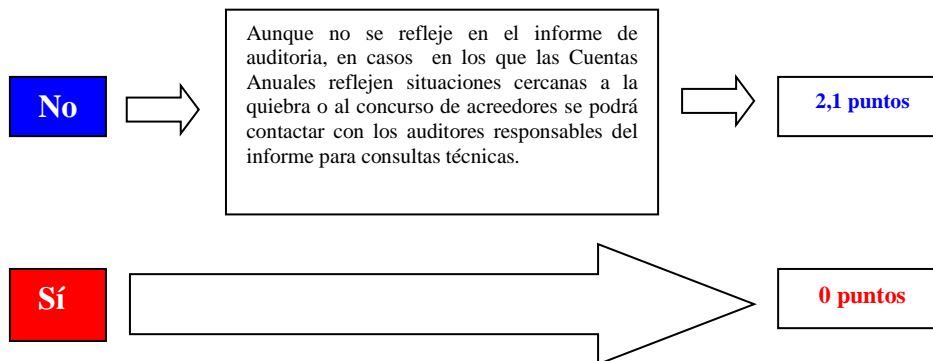 Aunque no se refleje en el informe de
auditoria, en casos en los que las Cuentas
Anuales reflejen situaciones cercanas a la
quiebra o al concurso de acreedores se podrá
contactar con los auditores responsables del
informe para consultas técnicas.
No
2,1 puntos
Sí
0 puntos